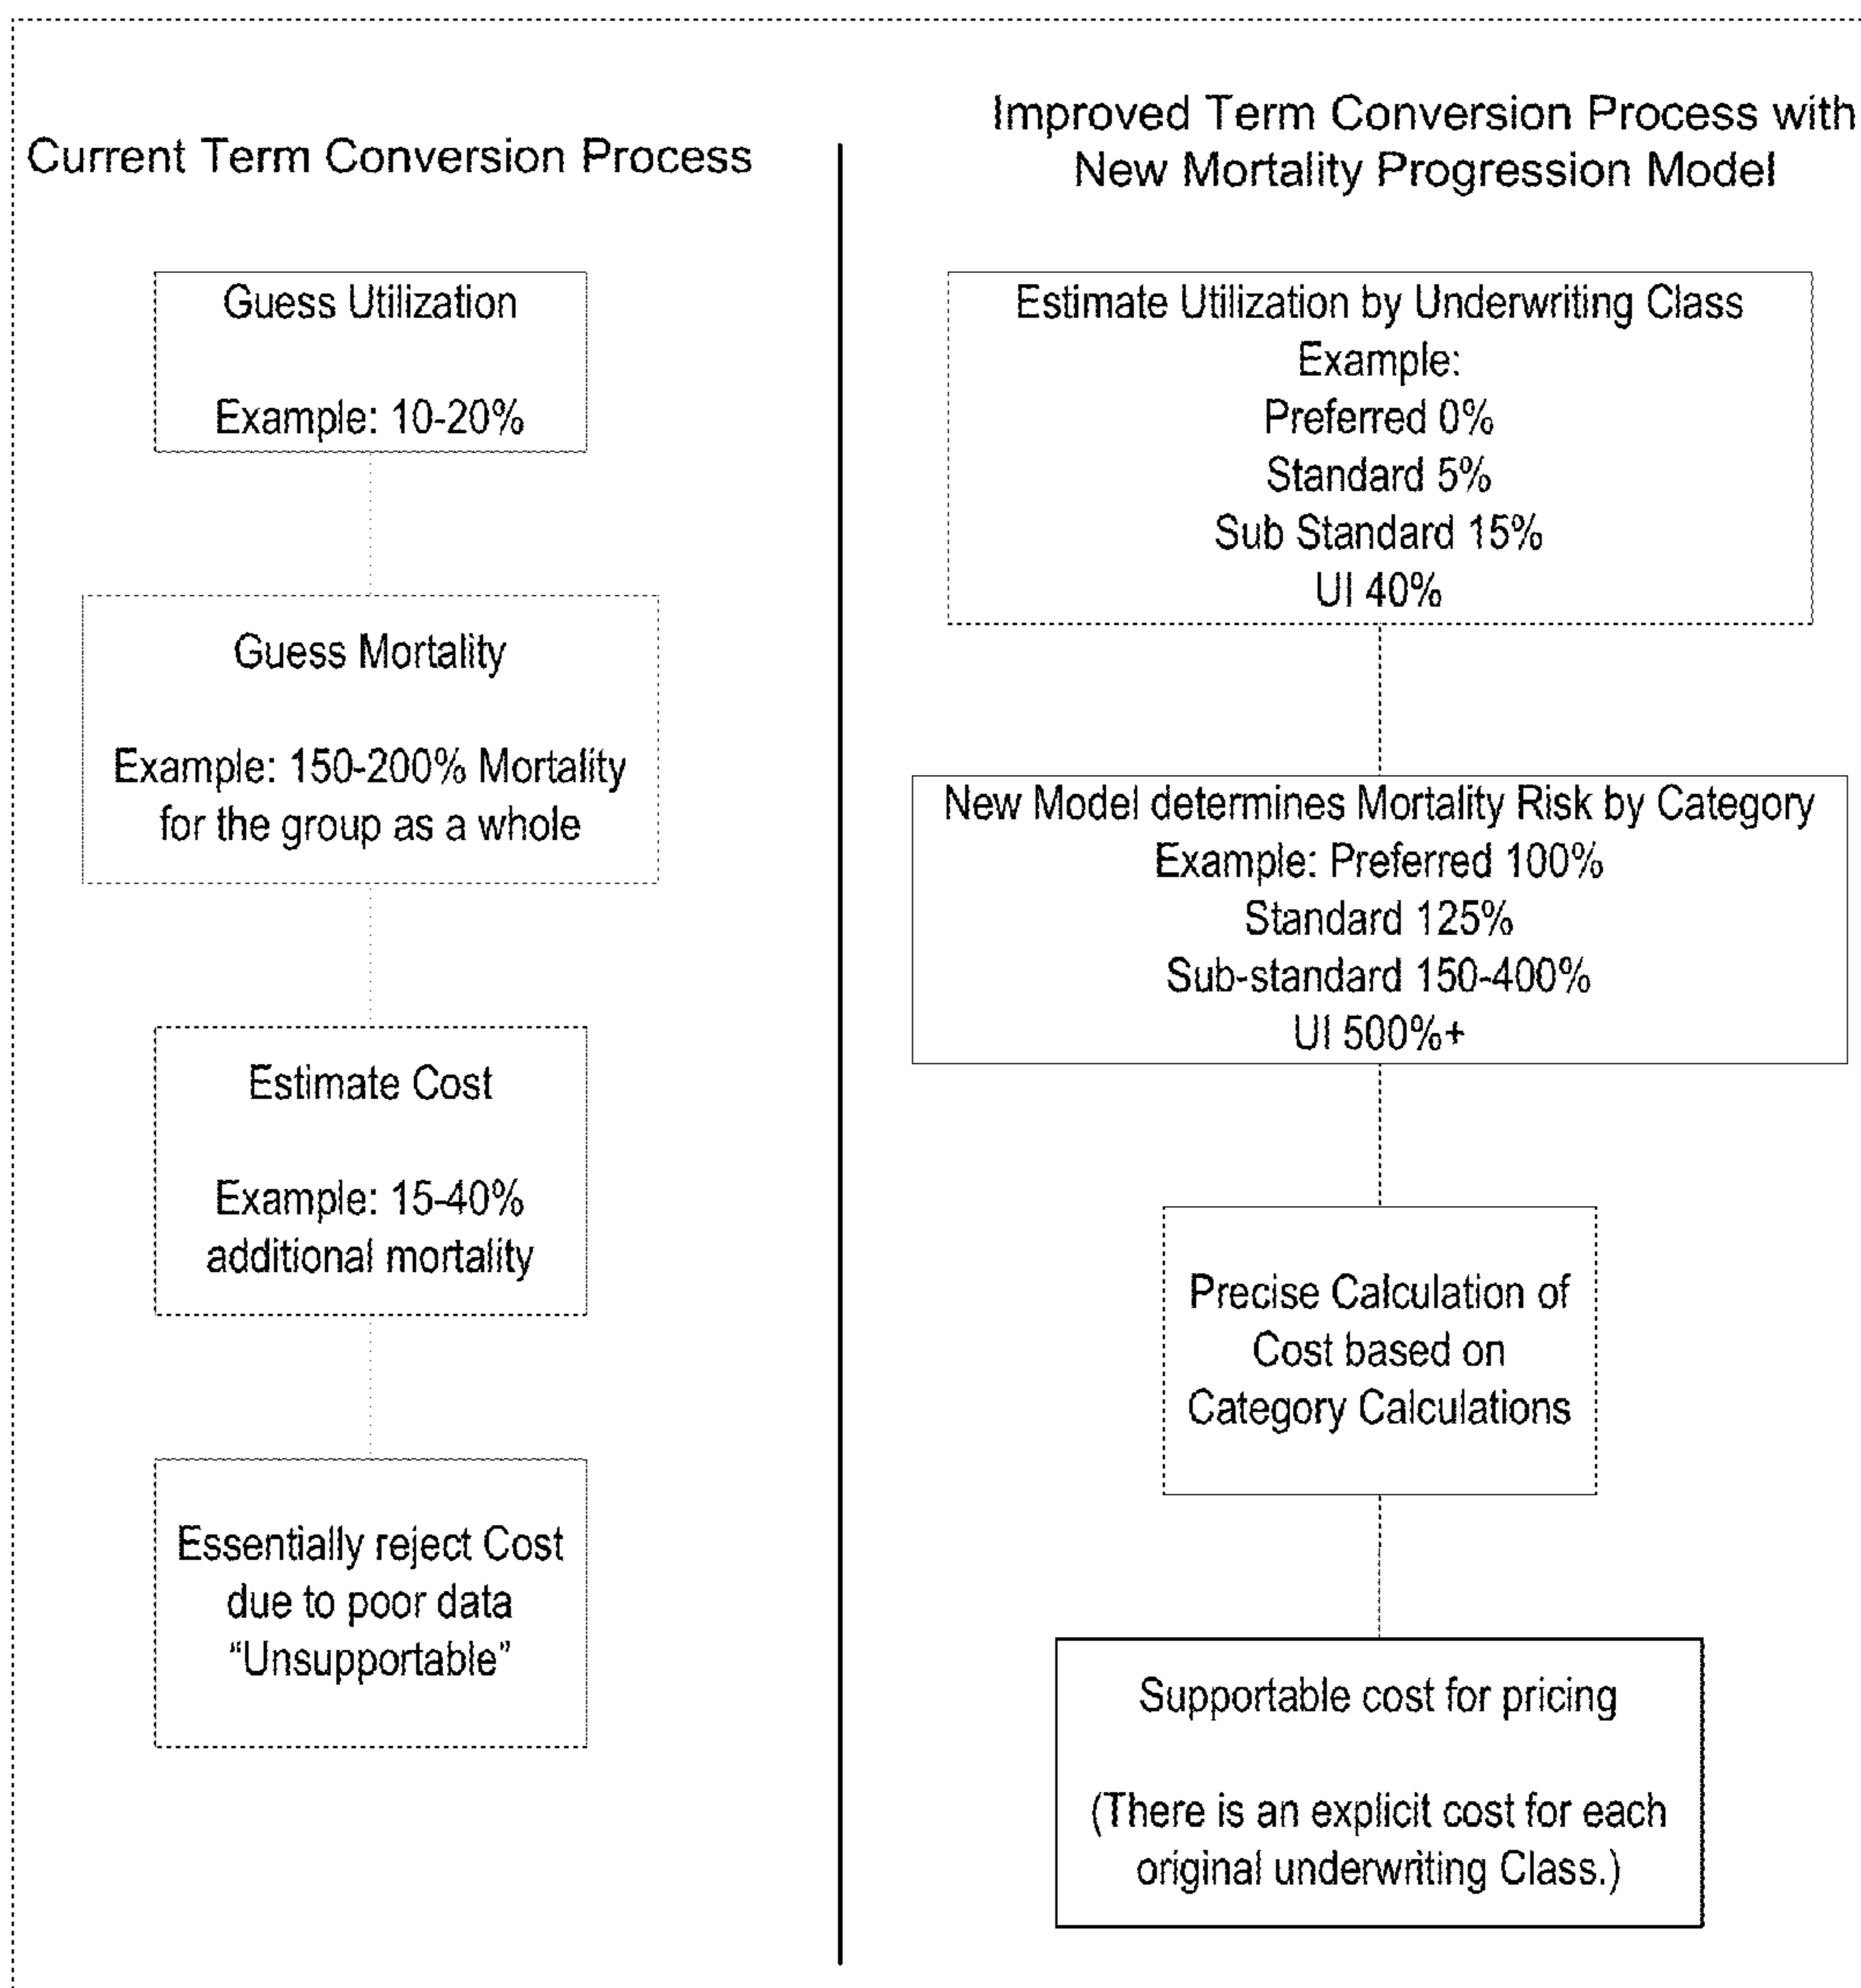 Current Term Conversion Process
Guess Utilization
Example: 10-20%
Guess Mortality
Example: 150-200% Mortality
for the group as a whole
Estimate Cost
Example: 15-40%
additional mortality
Essentially reject Cost
due to poor data
“Unsupportable”
Improved Term Conversion Process with
New Mortality Progression Model
Estimate Utilization by Underwriting Class
Example:
Preferred 0%
Standard 5%
Sub Standard 15%
UI 40%
New Model determines Mortality Risk by Category
Example: Preferred 100%
Standard 125%
Sub-standard 150-400%
UI 500%+
Precise Calculation of
Cost based on
Category Calculations
Supportable cost for pricing
(There is an explicit cost for each
original underwriting Class.)